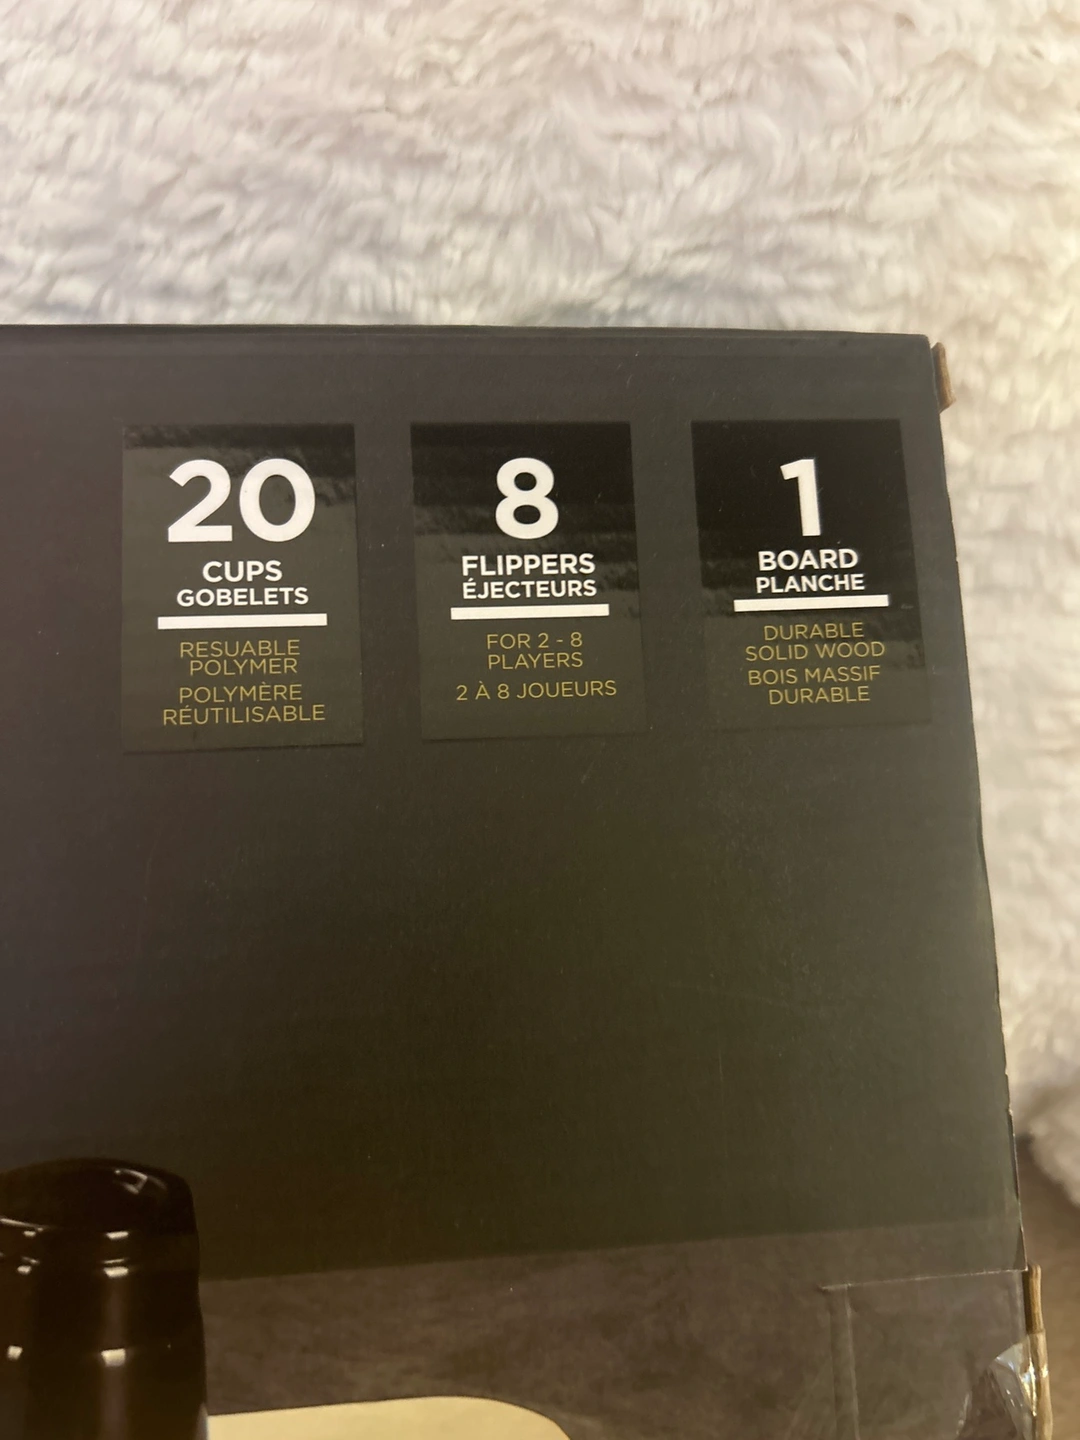 20
CUPS
GOBELETS
RESUABLE
POLYMER
POLYMÈRE
RÉUTILISABLE
8
FLIPPERS
ÉJECTEURS
FOR 2 - 8
PLAYERS
2 À 8 JOUEURS
1
BOARD
PLANCHE
DURABLE
SOLID WOOD
BOIS MASSIF
DURABLE